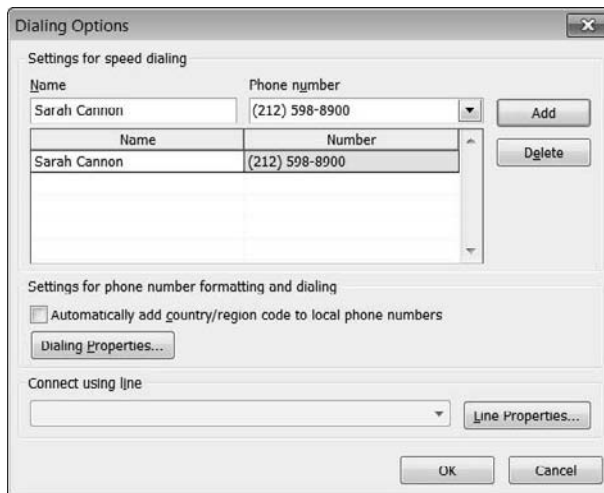 Dialing Options
Settings for speed dialing
Name Phone number
Sarah Cannon (212) 598-8900 Add
Name Number
Sarah Cannon (212) 598-8900 Delete
Settings for phone number formatting and dialing
Automatically add country/region code to local phone numbers
Dialing Properties...
Connect using line
Line Properties...
OK Cancel